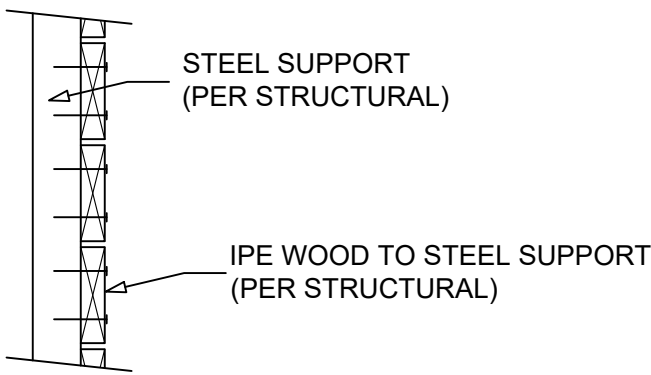 STEEL SUPPORT
(PER STRUCTURAL)
IPE WOOD TO STEEL SUPPORT
(PER STRUCTURAL)